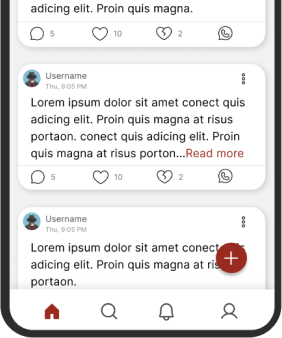 adicing elit. Proin quis magna.
5 10 2
Username
Thu, 9:05 PM
Lorem ipsum dolor sit amet conect quis
adicing elit. Proin quis magna at risus
portaon. conect quis adicing elit. Proin
quis magna at risus porton...Read more
5 10 2
Username
Thu, 9:05 PM
Lorem ipsum dolor sit amet conect
adicing elit. Proin quis magna at
portaon.